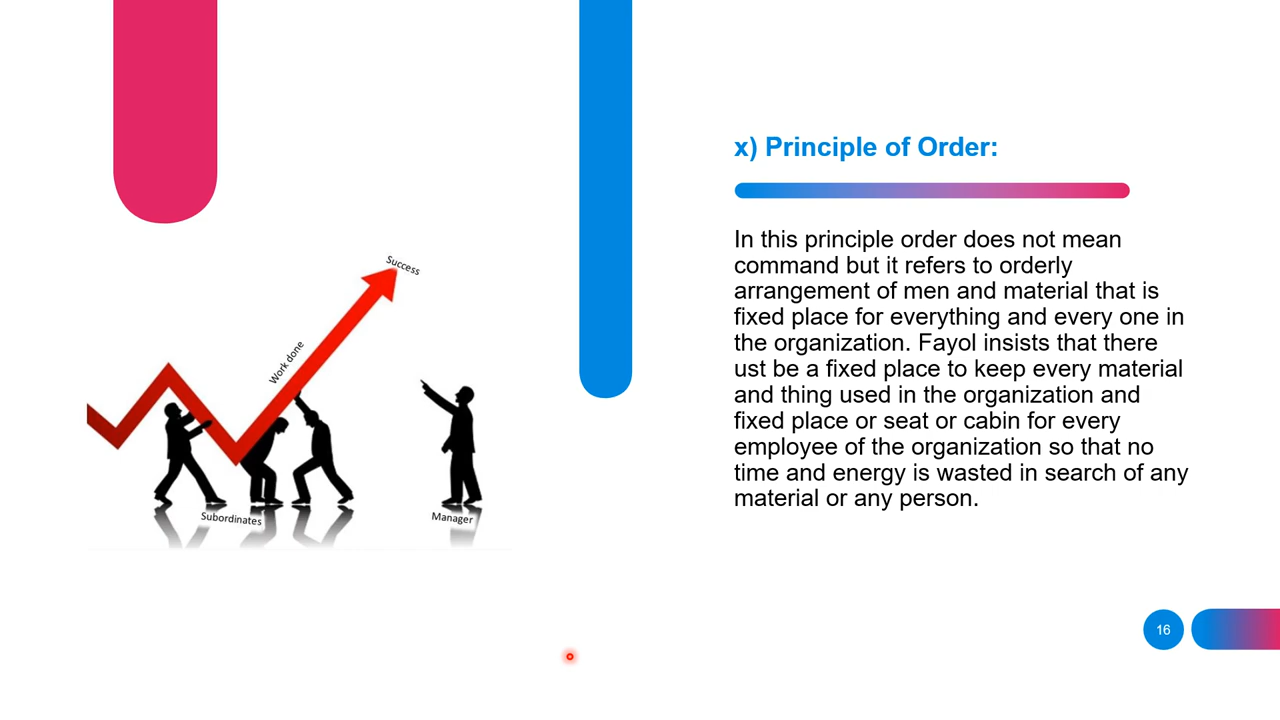 x) Principle of Order:
In this principle order does not mean
command but it refers to orderly
arrangement of men and material that is
fixed place for everything and every one in
the organization. Fayol insists that there
ust be a fixed place to keep every material
and thing used in the organization and
fixed place or seat or cabin for every
employee of the organization so that no
time and energy is wasted in search of any
material or any person.
Success
Work done
Subordinates
Manager
16